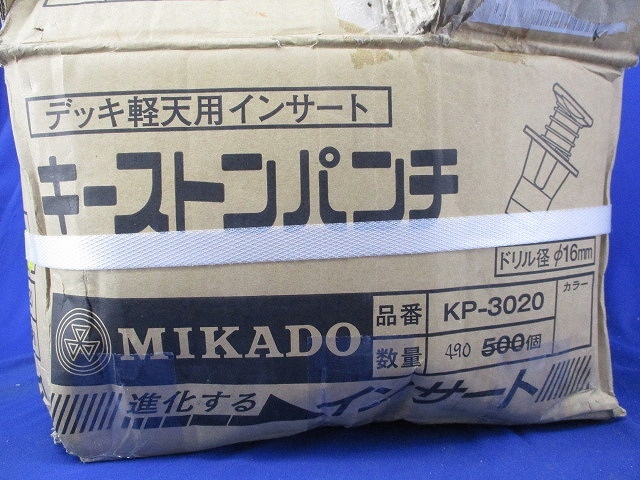 デッキ軽天用インサート
キーストンパンチ
ドリル径 φ16mm
MIKADO
品番 KP-3020 カラー
数量 490 500個
進化するインサート